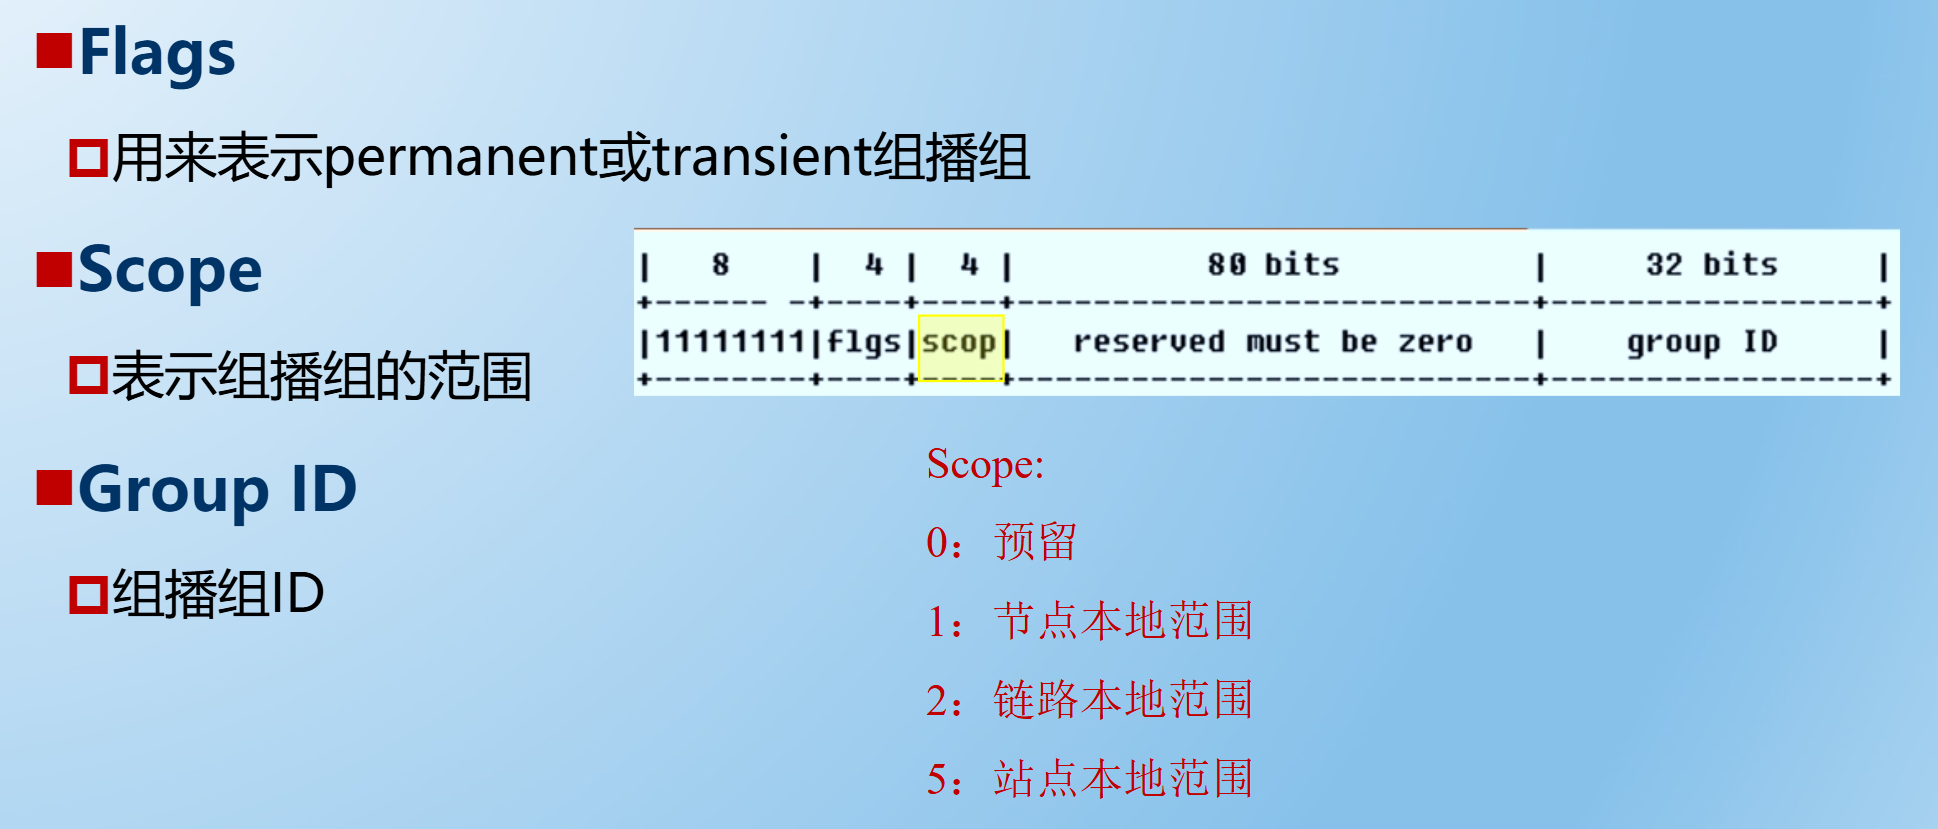 Flags
用来表示permanent或transient组播组
Scope
表示组播组的范围
Group ID
组播组ID
|   8    |  4 |  4 |          80 bits          |     32 bits     |
+------ -+----+----+---------------------------+-----------------+
|11111111|flgs|scop|   reserved must be zero   |    group ID     |
+--------+----+----+---------------------------+-----------------+
Scope:
0：预留
1：节点本地范围
2：链路本地范围
5：站点本地范围